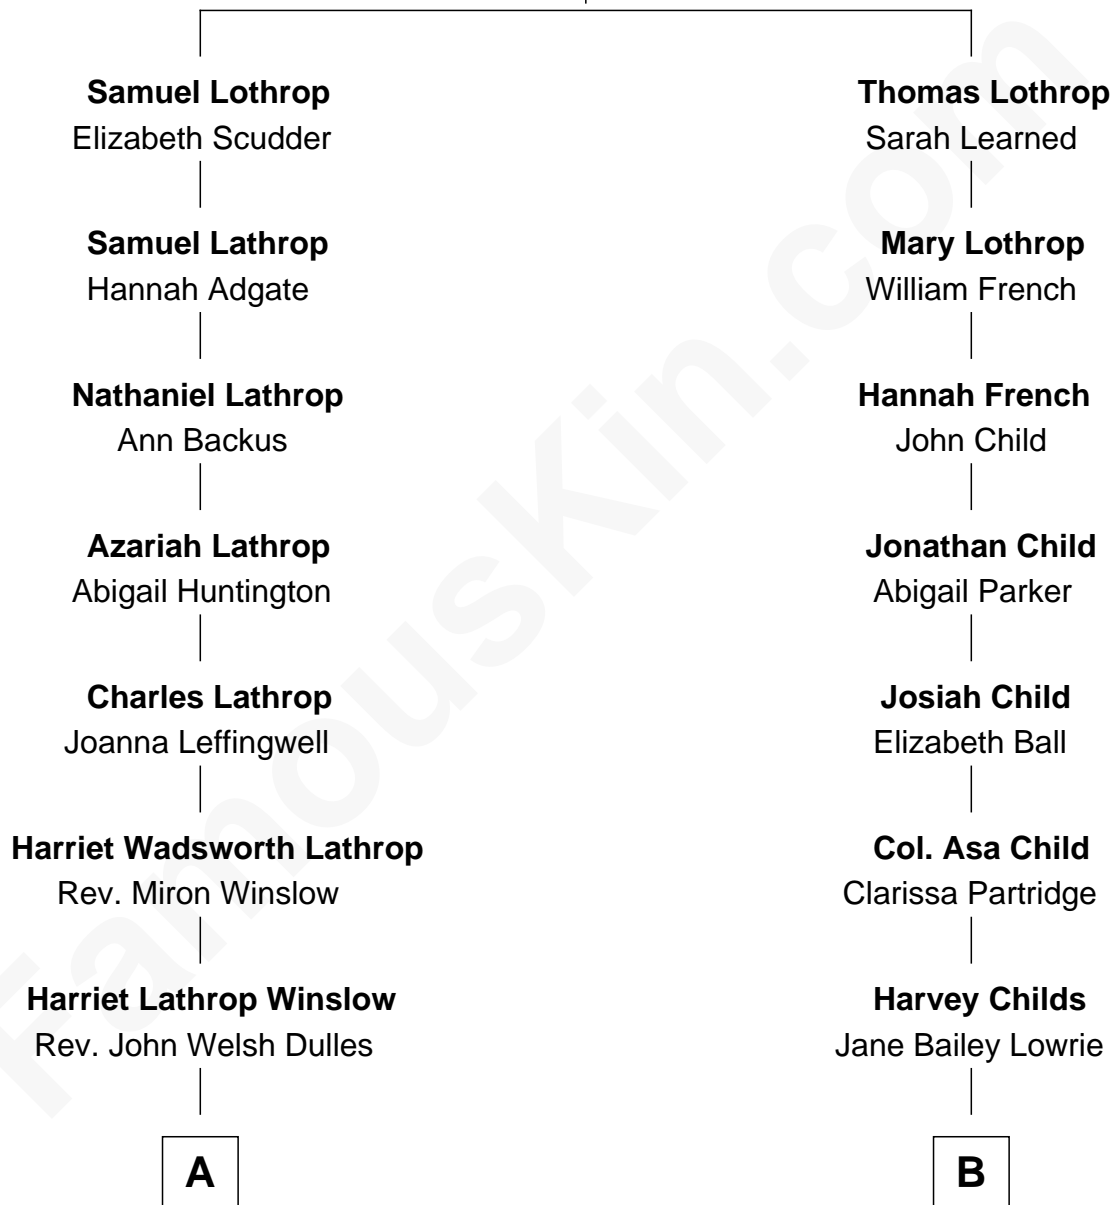 Samuel Lothrop
Elizabeth Scudder
Samuel Lathrop
Hannah Adgate
Nathaniel Lathrop
Ann Backus
Azariah Lathrop
Abigail Huntington
Charles Lathrop
Joanna Leffingwell
Harriet Wadsworth Lathrop
Rev. Miron Winslow
Harriet Lathrop Winslow
Rev. John Welsh Dulles
A
Thomas Lothrop
Sarah Learned
Mary Lothrop
William French
Hannah French
John Child
Jonathan Child
Abigail Parker
Josiah Child
Elizabeth Ball
Col. Asa Child
Clarissa Partridge
Harvey Childs
Jane Bailey Lowrie
B
FamousKin.com